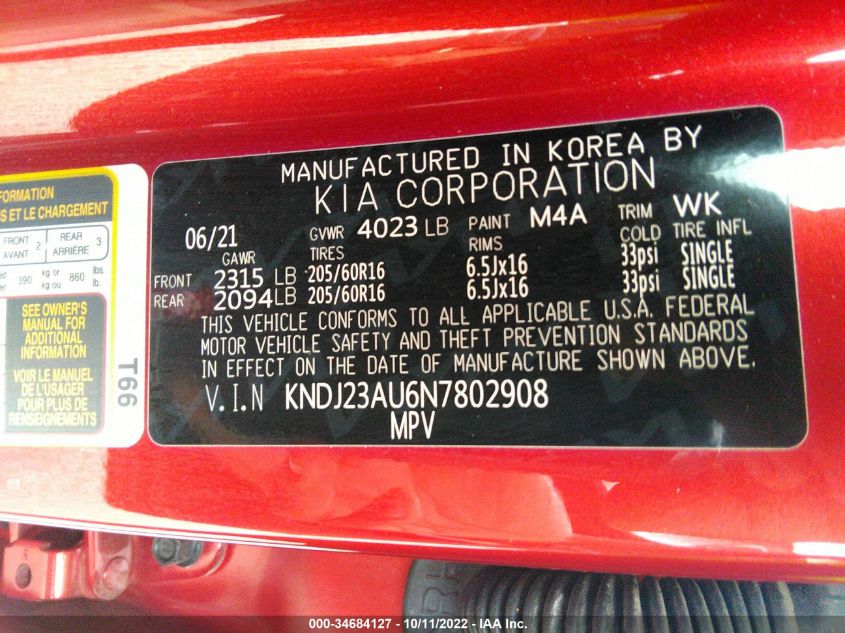 MANUFACTURED IN KOREA BY
KIA CORPORATION
06/21 GVWR 4023 LB PAINT M4A TRIM WK
GAWR TIRES RIMS COLD TIRE INFL
FRONT 2315 LB 205/60R16 6.5Jx16 33psi SINGLE
REAR 2094 LB 205/60R16 6.5Jx16 33psi SINGLE
THIS VEHICLE CONFORMS TO ALL APPLICABLE U.S.A. FEDERAL
MOTOR VEHICLE SAFETY AND THEFT PREVENTION STANDARDS
IN EFFECT ON THE DATE OF MANUFACTURE SHOWN ABOVE.
V.I.N KNDJ23AU6N7802908
MPV
ET LE CHARGEMENT
FRONT 2 REAR 3
AVANT ARRIÈRE
390 kg or 860 lbs.
kg ou lb.
SEE OWNER'S
MANUAL FOR
ADDITIONAL
INFORMATION
VOIR LE MANUEL
DE L'USAGER
POUR PLUS DE
RENSEIGNEMENTS
T66
RH
000-34684127 - 10/11/2022 - IAA Inc.